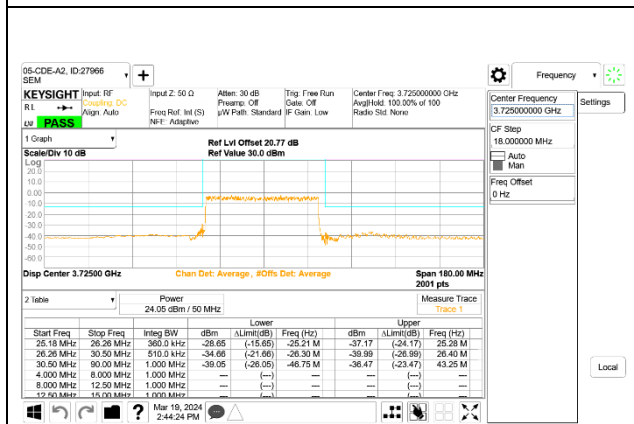 05-CDE-A2, ID:27966
SEM
Frequency
KEYSIGHT
Input: RF
Coupling: DC
Align: Auto
Input Z: 50 Ω
Freq Ref: Int (S)
NFE: Adaptive
Atten: 30 dB
Preamp: Off
µW Path: Standard
Trig: Free Run
Gate: Off
IF Gain: Low
Center Freq: 3.725000000 GHz
Avg|Hold: 100.00% of 100
Radio Std: None
R L
PASS
Center Frequency
3.725000000 GHz
Settings
CF Step
18.000000 MHz
Auto
Man
Freq Offset
0 Hz
Local
1 Graph
Scale/Div 10 dB
Ref Lvl Offset 20.77 dB
Ref Value 30.0 dBm
Log
20.0
10.0
0.00
-10.0
-20.0
-30.0
-40.0
-50.0
-60.0
Disp Center 3.72500 GHz
Chan Det: Average , #Offs Det: Average
Span 180.00 MHz
2001 pts
2 Table
Power
24.05 dBm / 50 MHz
Measure Trace
Trace 1
Lower Upper
Start Freq Stop Freq Integ BW dBm ΔLimit(dB) Freq (Hz) dBm ΔLimit(dB) Freq (Hz)
25.18 MHz 26.26 MHz 360.0 kHz -28.65 (-15.65) -25.21 M -37.17 (-24.17) 25.28 M
26.26 MHz 30.50 MHz 510.0 kHz -34.66 (-21.66) -26.30 M -39.99 (-26.99) 26.40 M
30.50 MHz 90.00 MHz 1.000 MHz -39.05 (-26.05) -46.75 M -36.47 (-23.47) 43.25 M
4.000 MHz 8.000 MHz 1.000 MHz --- (---) --- --- (---) ---
8.000 MHz 12.50 MHz 1.000 MHz --- (---) --- --- (---) ---
12.50 MHz 15.00 MHz 1.000 MHz --- (---) --- --- (---) ---
Mar 19, 2024
2:44:24 PM